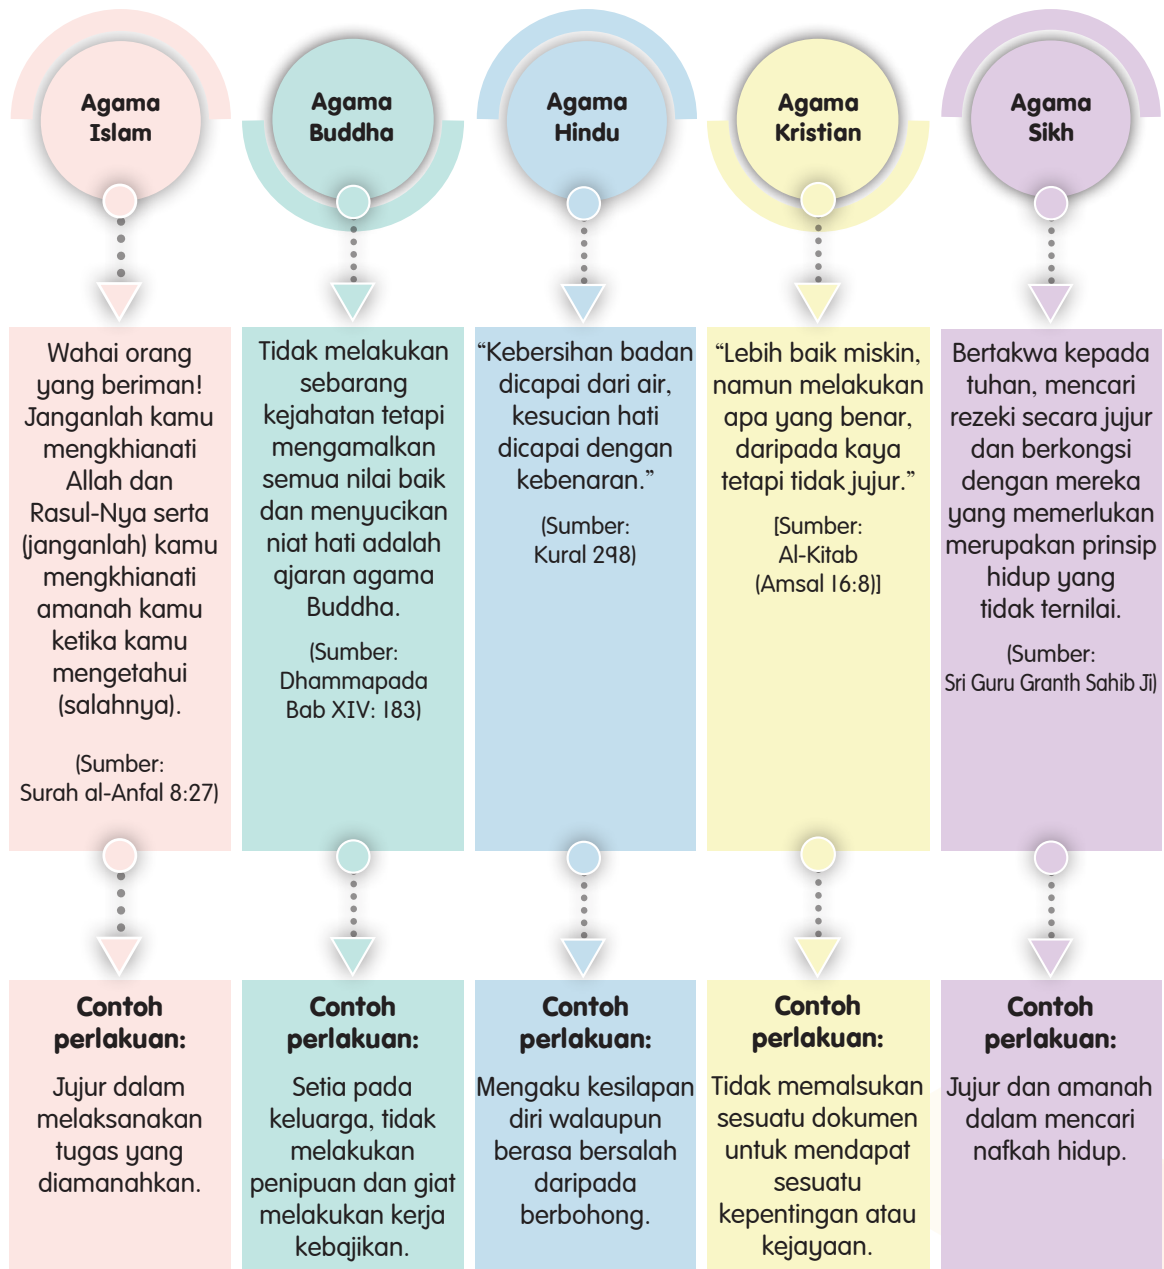 Agama
Islam
Wahai orang
yang beriman!
Janganlah kamu
mengkhianati
Allah dan
Rasul-Nya serta
(janganlah) kamu
mengkhianati
amanah kamu
ketika kamu
mengetahui
(salahnya).
(Sumber:
Surah al-Anfal 8:27)
Contoh
perlakuan:
Jujur dalam
melaksanakan
tugas yang
diamanahkan.
Agama
Buddha
Tidak melakukan
sebarang
kejahatan tetapi
mengamalkan
semua nilai baik
dan menyucikan
niat hati adalah
ajaran agama
Buddha.
(Sumber:
Dhammapada
Bab XIV: 183)
Contoh
perlakuan:
Setia pada
keluarga, tidak
melakukan
penipuan dan giat
melakukan kerja
kebajikan.
Agama
Hindu
“Kebersihan badan
dicapai dari air,
kesucian hati
dicapai dengan
kebenaran.”
(Sumber:
Kural 298)
Contoh
perlakuan:
Mengaku kesilapan
diri walaupun
berasa bersalah
daripada
berbohong.
Agama
Kristian
“Lebih baik miskin,
namun melakukan
apa yang benar,
daripada kaya
tetapi tidak jujur.”
[Sumber:
Al-Kitab
(Amsal 16:8)]
Contoh
perlakuan:
Tidak memalsukan
sesuatu dokumen
untuk mendapat
sesuatu
kepentingan atau
kejayaan.
Agama
Sikh
Bertakwa kepada
tuhan, mencari
rezeki secara jujur
dan berkongsi
dengan mereka
yang memerlukan
merupakan prinsip
hidup yang
tidak ternilai.
(Sumber:
Sri Guru Granth Sahib Ji)
Contoh
perlakuan:
Jujur dan amanah
dalam mencari
nafkah hidup.